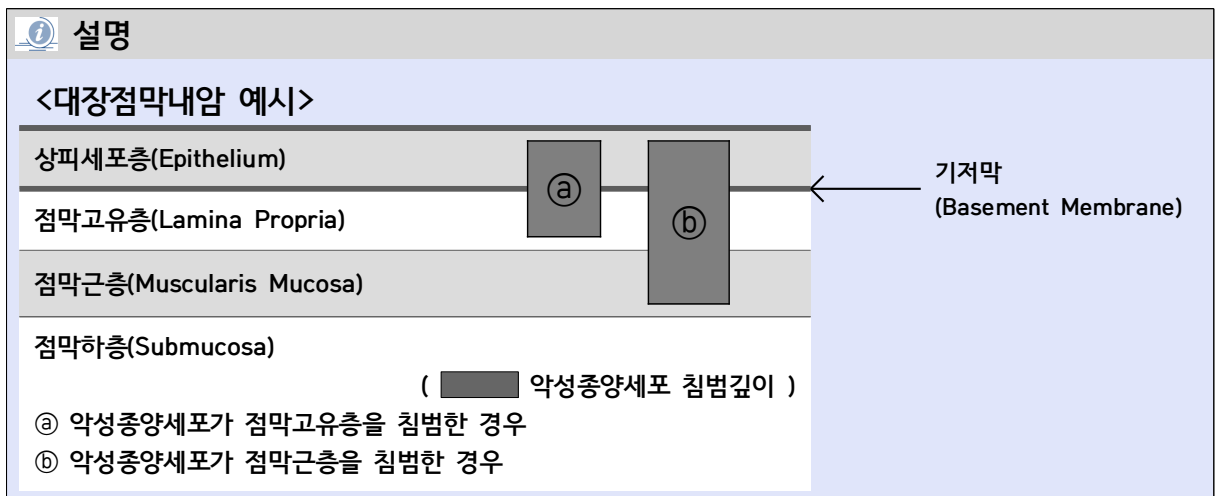 설명
<대장점막내암 예시>
상피세포층(Epithelium)
ⓐ
기저막
(Basement Membrane)
점막고유층(Lamina Propria)
ⓑ
점막근층(Muscularis Mucosa)
점막하층(Submucosa)
( 악성종양세포 침범깊이 )
ⓐ 악성종양세포가 점막고유층을 침범한 경우
ⓑ 악성종양세포가 점막근층을 침범한 경우